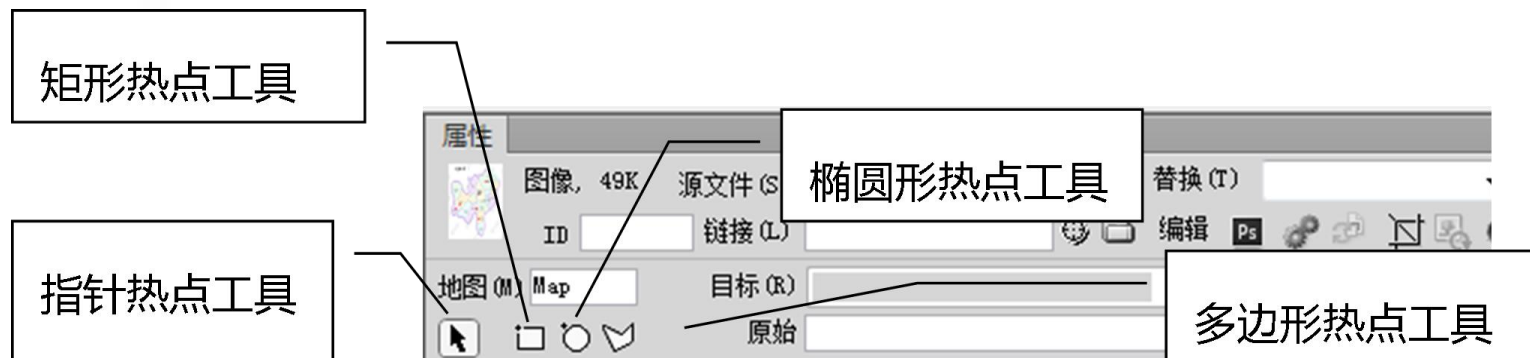 矩形热点工具
属性
椭圆形热点工具
图像, 49K
源文件(S
替换(T)
ID
链接(L)
编辑
Ps
指针热点工具
地图(M)
Map
目标(R)
多边形热点工具
原始